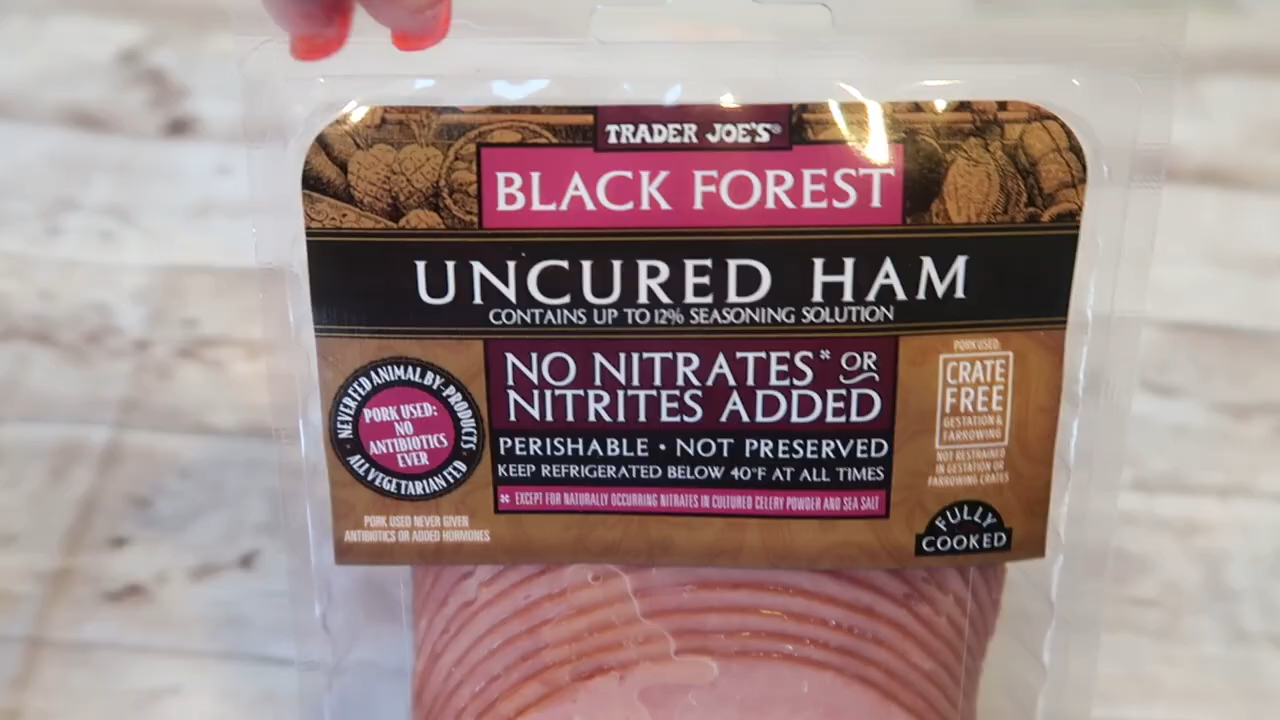 TRADER JOE'S®
BLACK FOREST
UNCURED HAM
CONTAINS UP TO 12% SEASONING SOLUTION
NO NITRATES* OR
NITRITES ADDED
PERISHABLE • NOT PRESERVED
KEEP REFRIGERATED BELOW 40°F AT ALL TIMES
* EXCEPT FOR NATURALLY OCCURRING NITRATES IN CULTURED CELERY POWDER AND SEA SALT
NEVER FED ANIMAL BY-PRODUCTS
PORK USED:
NO
ANTIBIOTICS
EVER
ALL VEGETARIAN FED
PORK USED NEVER GIVEN
ANTIBIOTICS OR ADDED HORMONES
PORK USED:
CRATE
FREE
GESTATION &
FARROWING
NOT RESTRAINED
IN GESTATION OR
FARROWING CRATES
FULLY
COOKED